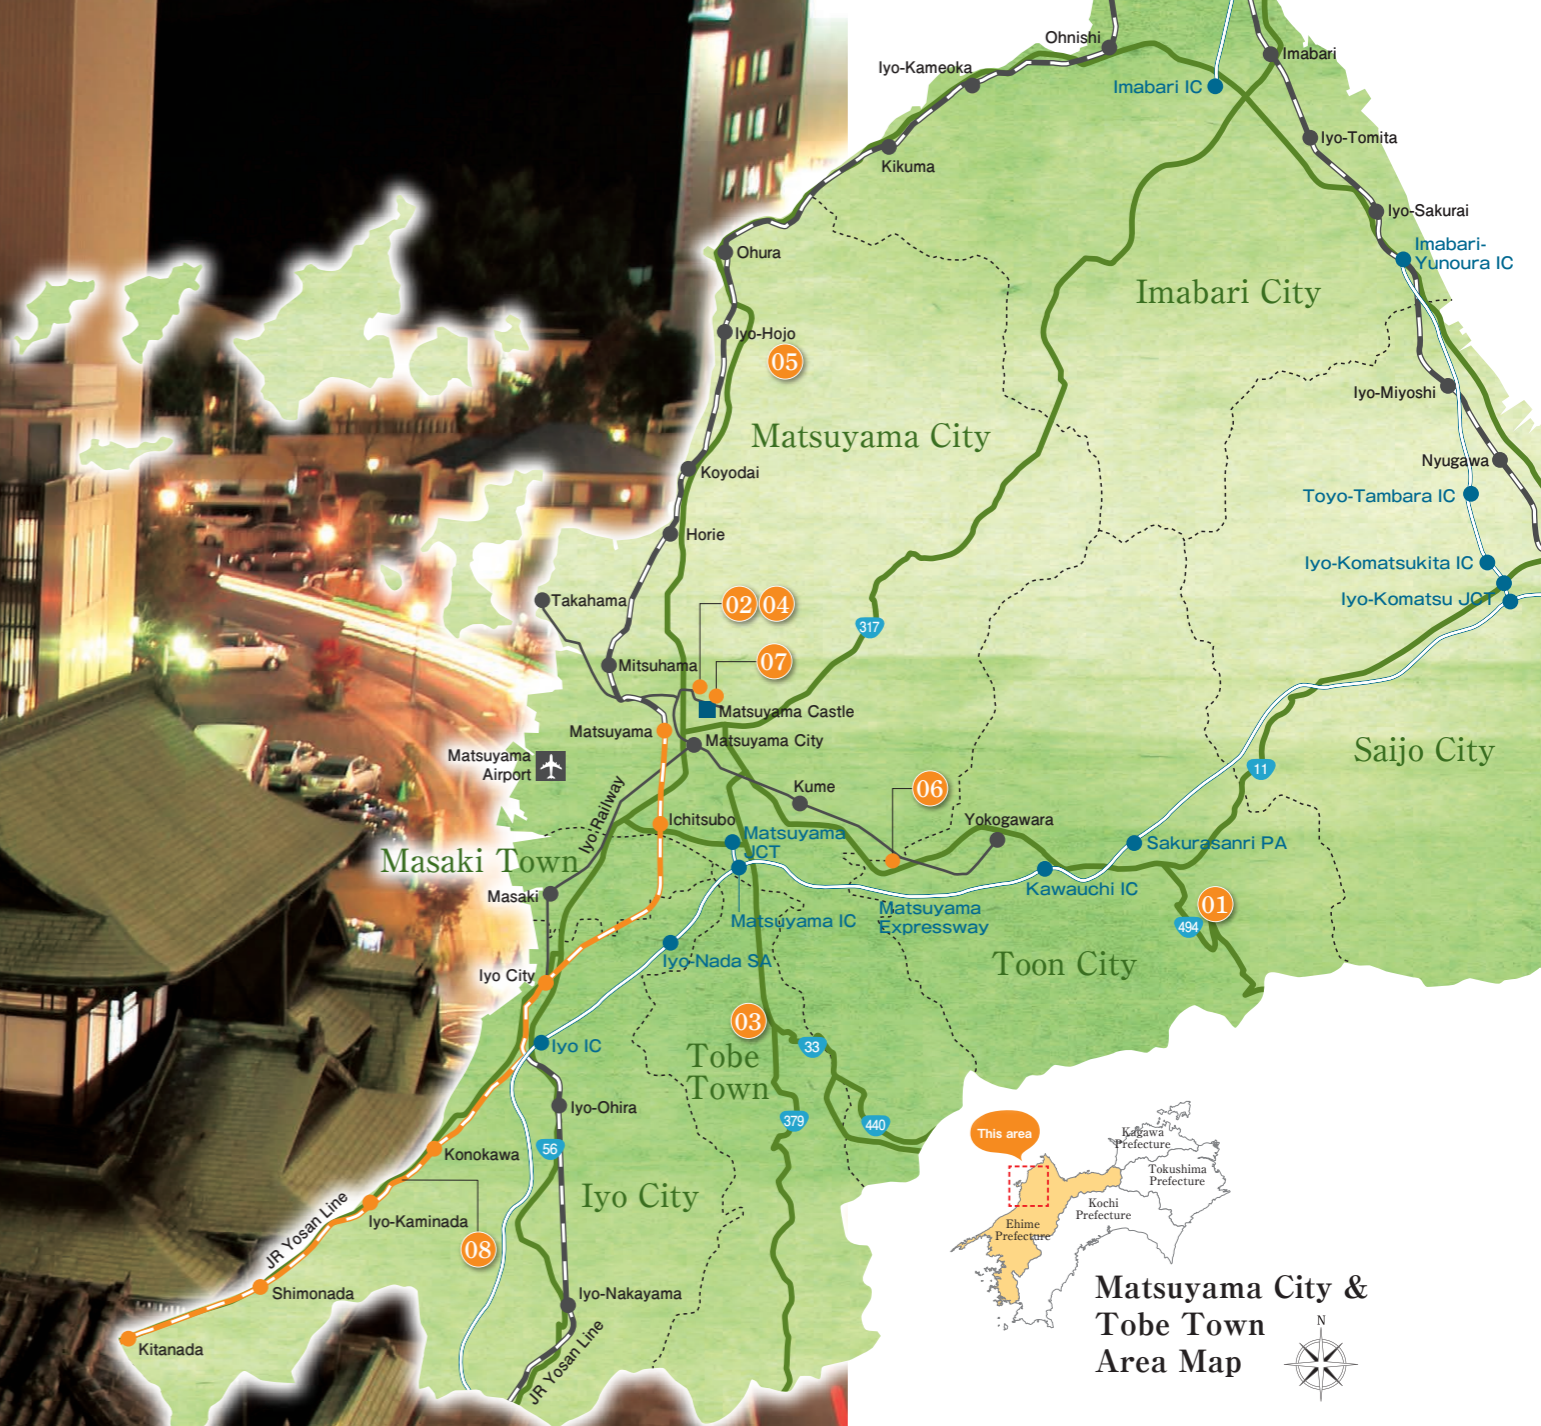 Ohnishi
Imabari
Iyo-Kameoka
Imabari IC
Iyo-Tomita
Kikuma
Iyo-Sakurai
Imabari-
Yunoura IC
Ohura
Imabari City
Iyo-Hojo
05
Iyo-Miyoshi
Matsuyama City
Nyugawa
Koyodai
Toyo-Tambara IC
Horie
Iyo-Komatsukita IC
Takahama
02
04
Iyo-Komatsu JCT
317
Mitsuhama
07
Matsuyama Castle
Matsuyama
Matsuyama City
Saijo City
Matsuyama
Airport
11
Kume
06
Iyo-Railway
Ichitsubo
Yokogawara
Matsuyama
JCT
Sakurasanri PA
Masaki Town
Kawauchi IC
Masaki
01
Matsuyama
Expressway
Matsuyama IC
494
Iyo-Nada SA
Toon City
Iyo City
03
Iyo IC
33
Tobe
Town
Iyo-Ohira
379
440
This area
Kagawa
Prefecture
56
Konokawa
Tokushima
Prefecture
Iyo City
Kochi
Prefecture
Iyo-Kaminada
Ehime
Prefecture
JR Yosan Line
08
Shimonada
Iyo-Nakayama
Matsuyama City &
Tobe Town
Area Map
N
Kitanada
JR Yosan Line